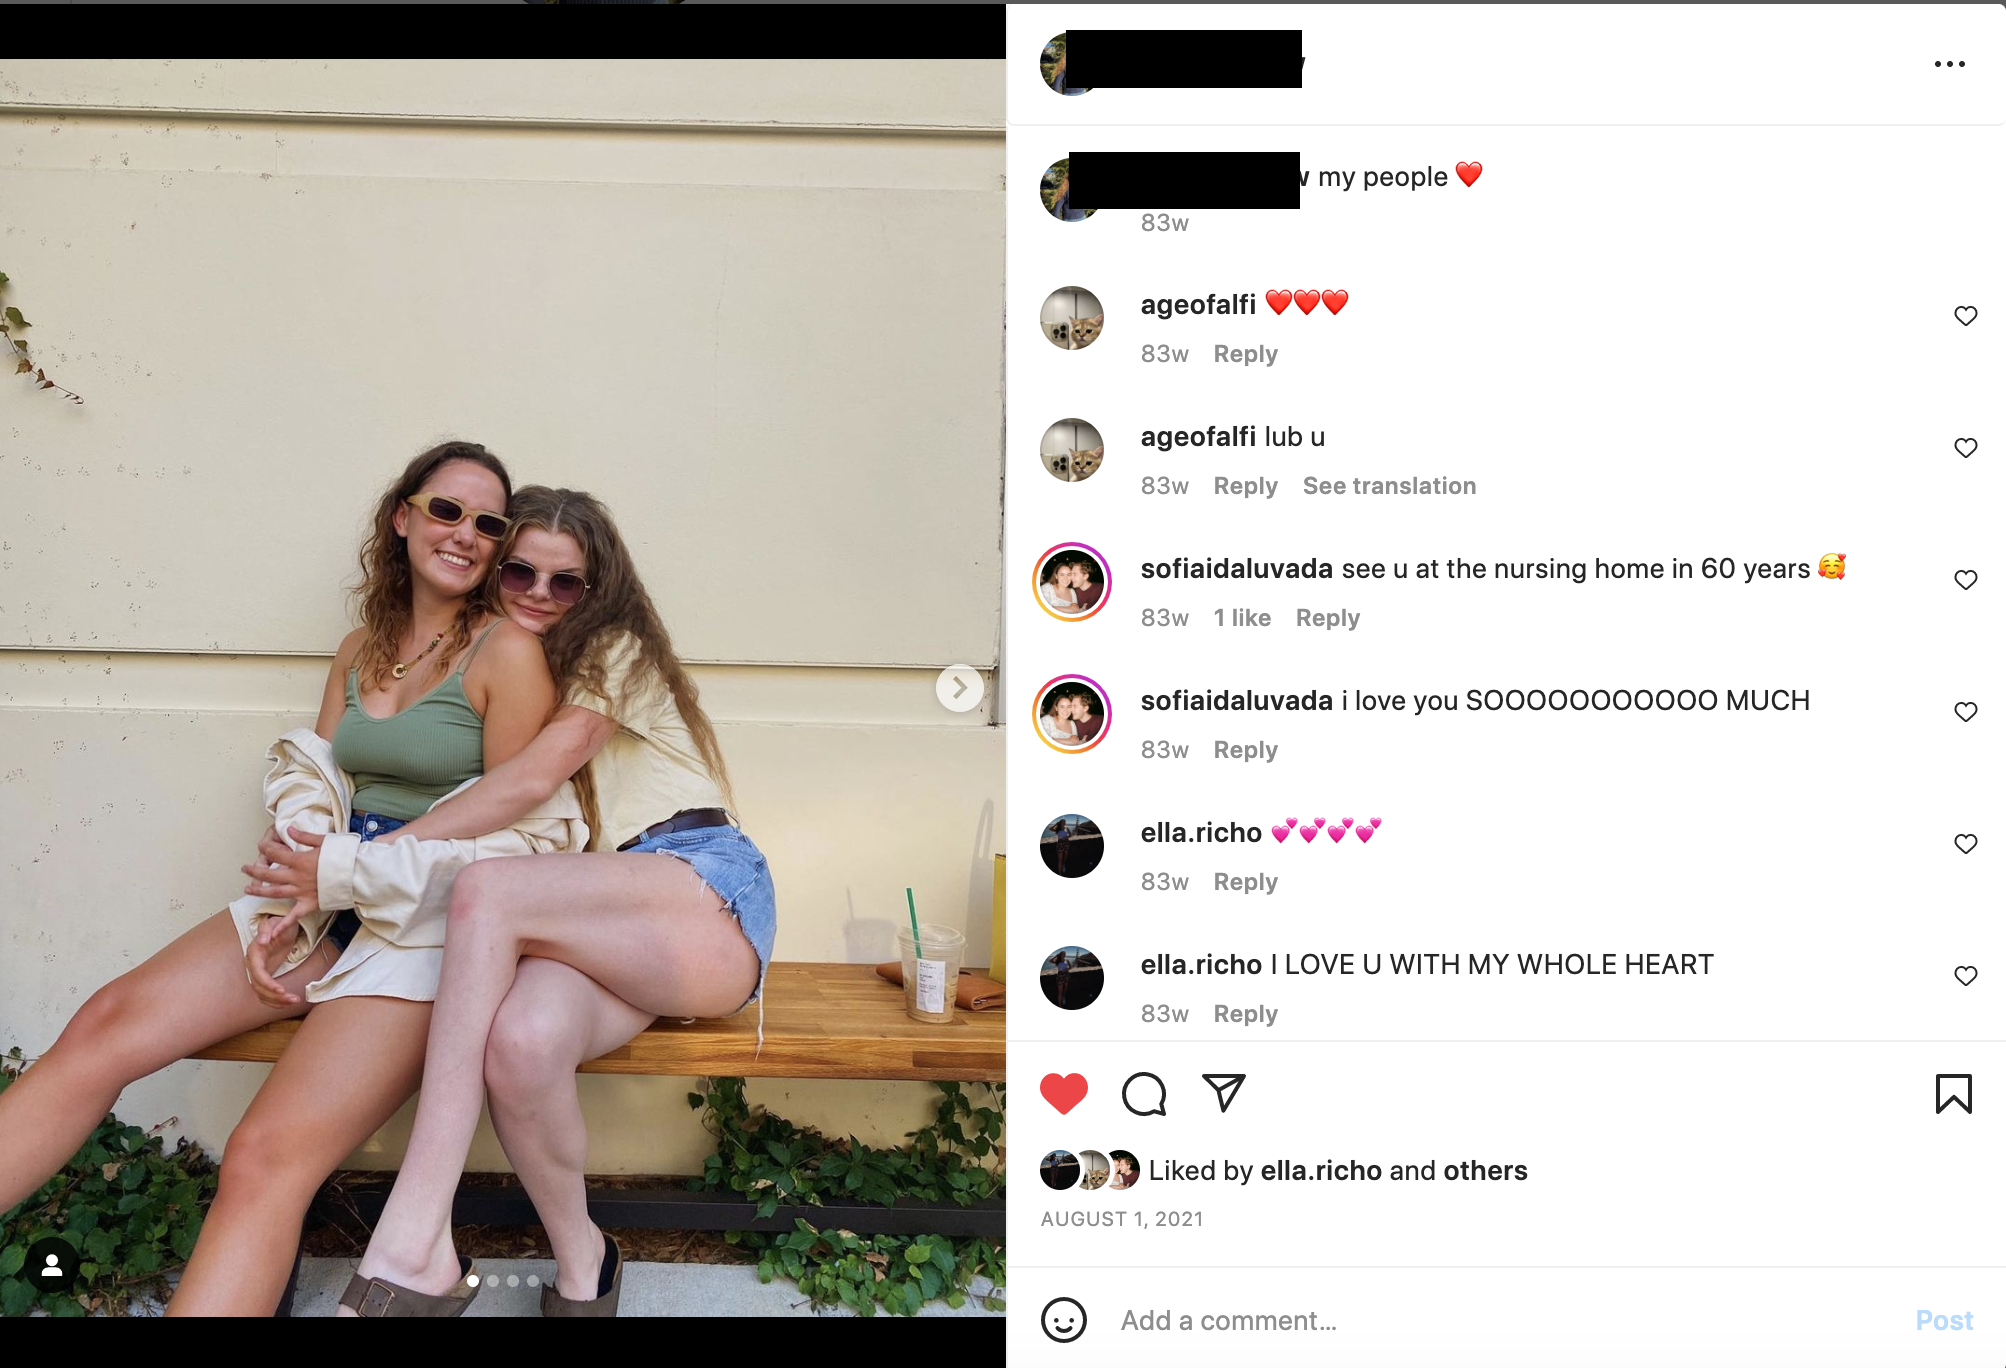 my people ❤️
83w
ageofalfi ❤️❤️❤️
83w Reply
ageofalfi lub u
83w Reply See translation
sofiaidaluvada see u at the nursing home in 60 years 🥰
83w 1 like Reply
sofiaidaluvada i love you SOOOOOOOOOOO MUCH
83w Reply
ella.richo 💕💕💕💕
83w Reply
ella.richo I LOVE U WITH MY WHOLE HEART
83w Reply
Liked by ella.richo and others
AUGUST 1, 2021
Add a comment...
Post